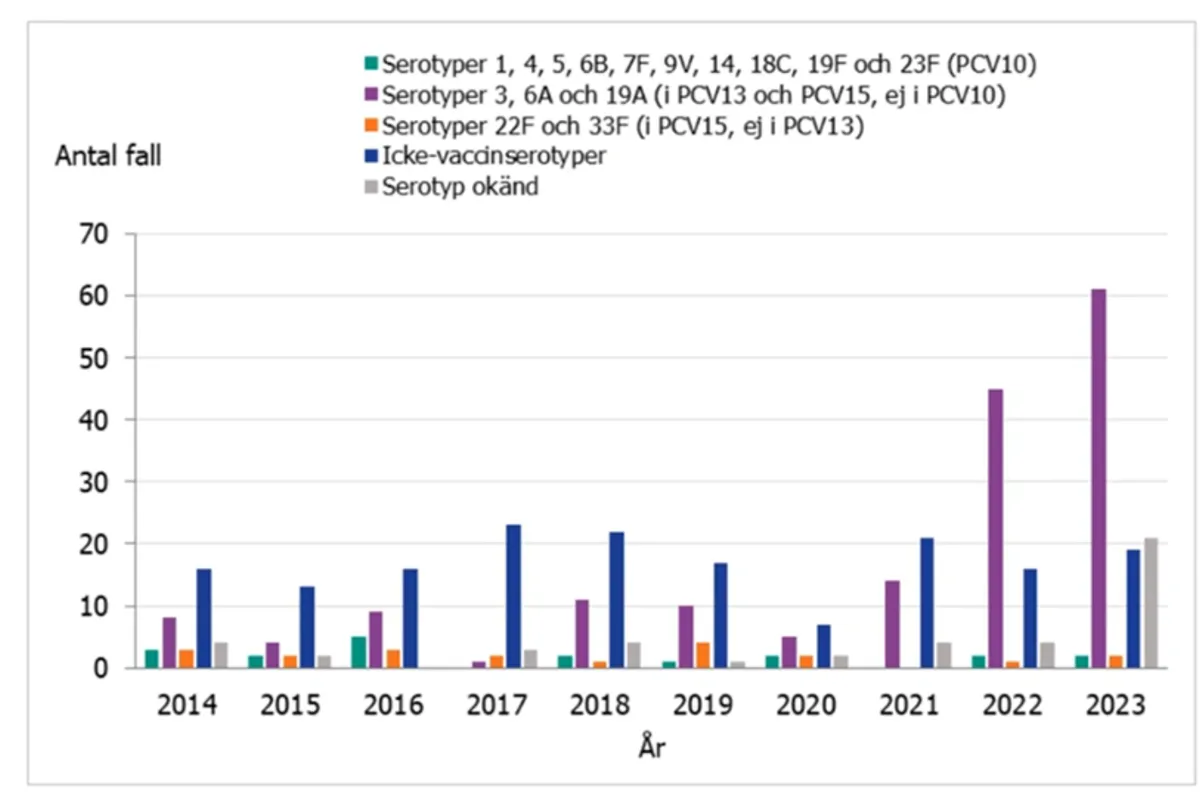 Serotyper 1, 4, 5, 6B, 7F, 9V, 14, 18C, 19F och 23F (PCV10)
Serotyper 3, 6A och 19A (i PCV13 och PCV15, ej i PCV10)
Serotyper 22F och 33F (i PCV15, ej i PCV13)
Antal fall
Icke-vaccinserotyper
Serotyp okänd
70
60
50
40
30
20
10
0
2014 2015 2016 2017 2018 2019 2020 2021 2022 2023
År